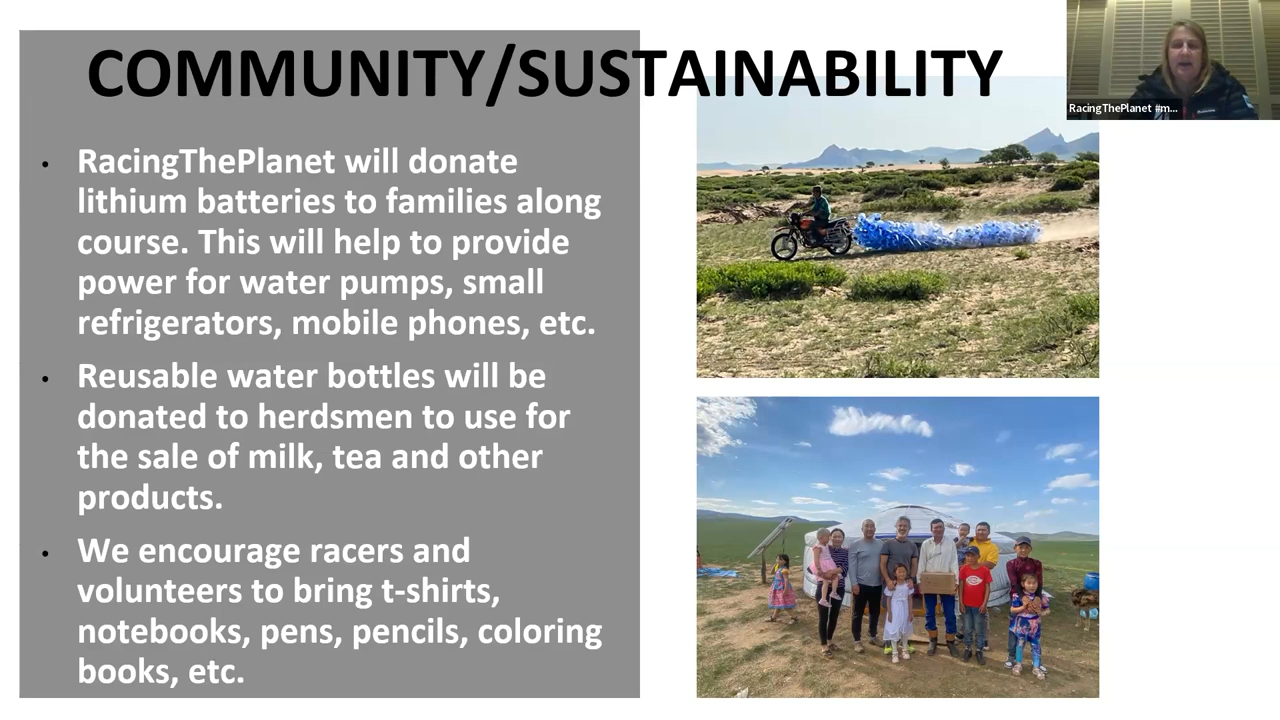 COMMUNITY/SUSTAINABILITY
RacingThePlanet #m...
• RacingThePlanet will donate
lithium batteries to families along
course. This will help to provide
power for water pumps, small
refrigerators, mobile phones, etc.
• Reusable water bottles will be
donated to herdsmen to use for
the sale of milk, tea and other
products.
• We encourage racers and
volunteers to bring t-shirts,
notebooks, pens, pencils, coloring
books, etc.